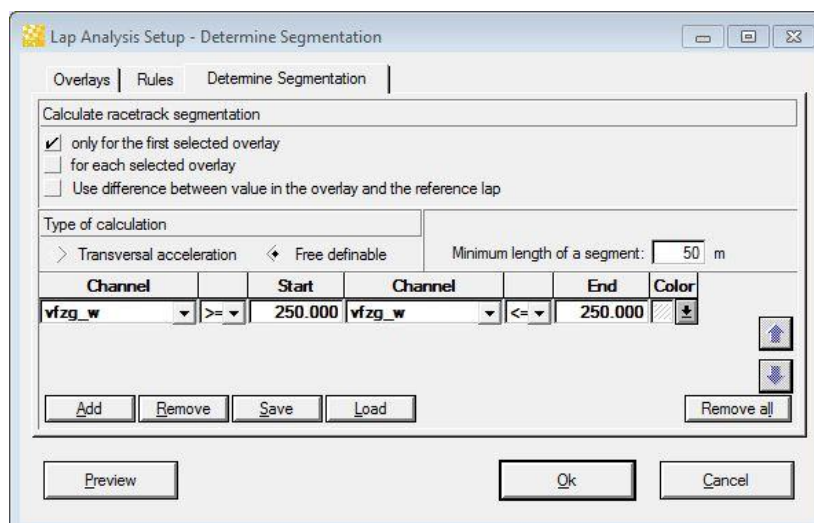 Lap Analysis Setup - Determine Segmentation
Overlays Rules Determine Segmentation
Calculate racetrack segmentation
only for the first selected overlay
for each selected overlay
Use difference between value in the overlay and the reference lap
Type of calculation
Transversal acceleration Free definable Minimum length of a segment: 50 m
Channel Start Channel End Color
vfzg_w >= 250.000 vfzg_w <= 250.000
Add Remove Save Load Remove all
Preview Ok Cancel